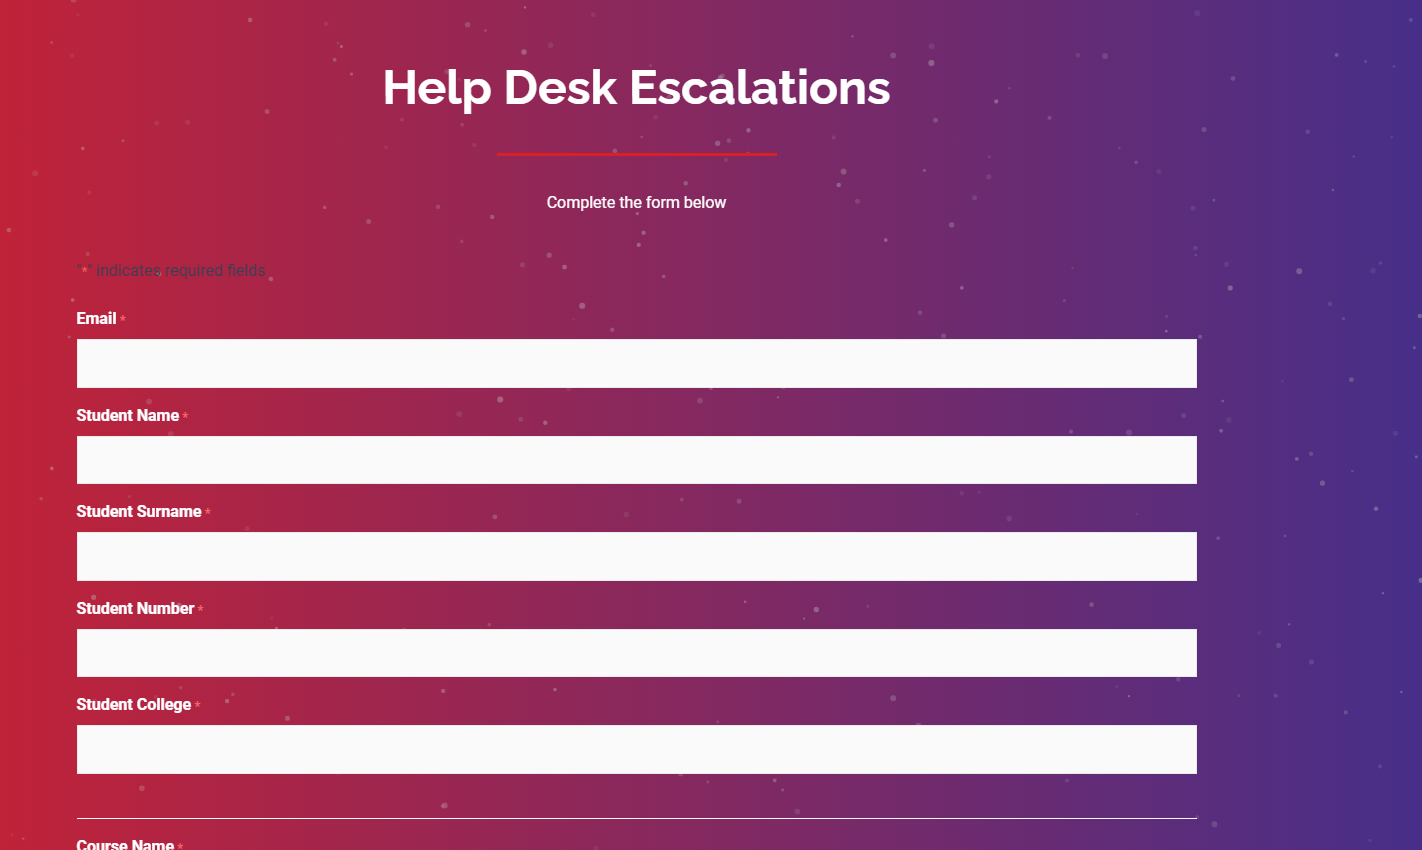 Help Desk Escalations
Complete the form below
"*" indicates required fields
Email *
Student Name *
Student Surname *
Student Number *
Student College *
Course Name *